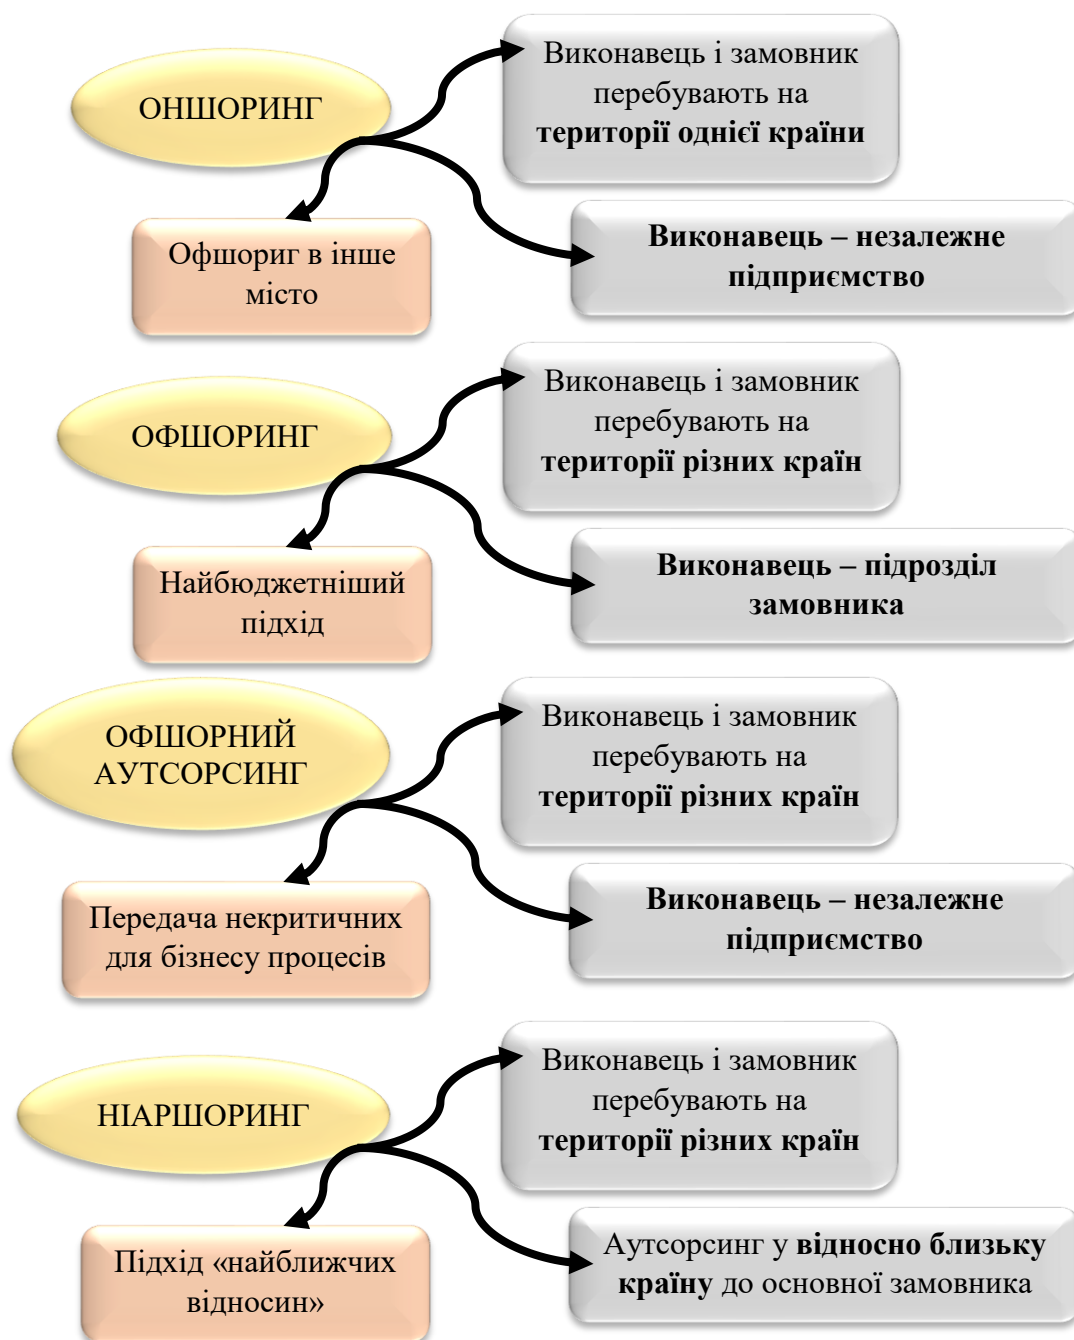 ОНШОРИНГ
Виконавець і замовник
перебувають на
території однієї країни
Офшориг в інше
місто
Виконавець – незалежне
підприємство
ОФШОРИНГ
Виконавець і замовник
перебувають на
території різних країн
Найбюджетніший
підхід
Виконавець – підрозділ
замовника
ОФШОРНИЙ
АУТСОРСИНГ
Виконавець і замовник
перебувають на
території різних країн
Передача некритичних
для бізнесу процесів
Виконавець – незалежне
підприємство
НІАРШОРИНГ
Виконавець і замовник
перебувають на
території різних країн
Підхід «найближчих
відносин»
Аутсорсинг у відносно близьку
країну до основної замовника